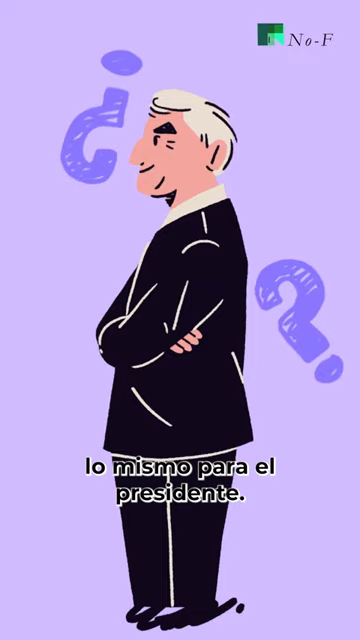 No-F
¿
?
lo mismo para el
presidente.